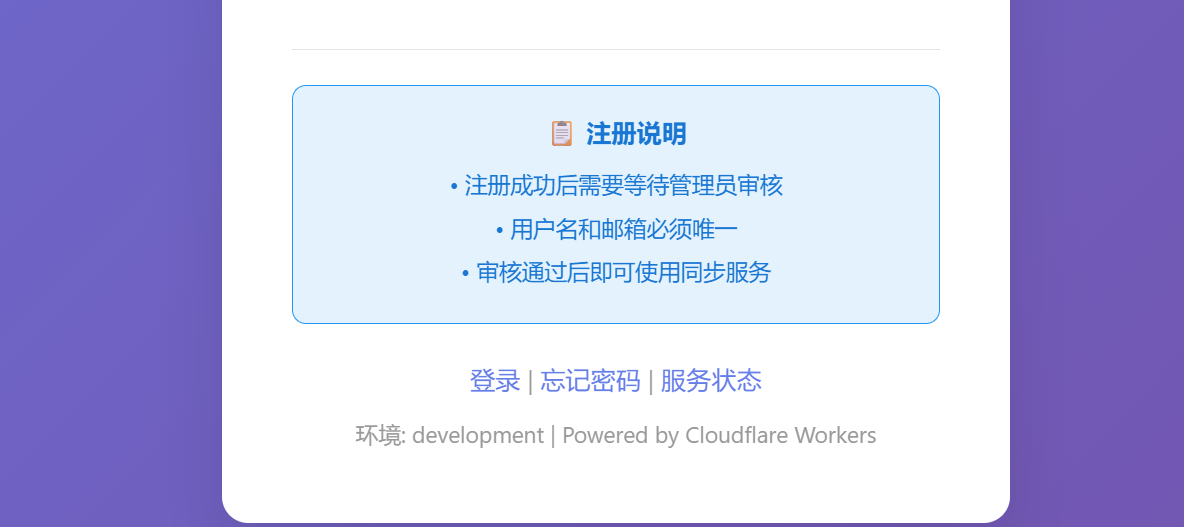 注册说明
• 注册成功后需要等待管理员审核
• 用户名和邮箱必须唯一
• 审核通过后即可使用同步服务
登录 | 忘记密码 | 服务状态
环境: development | Powered by Cloudflare Workers